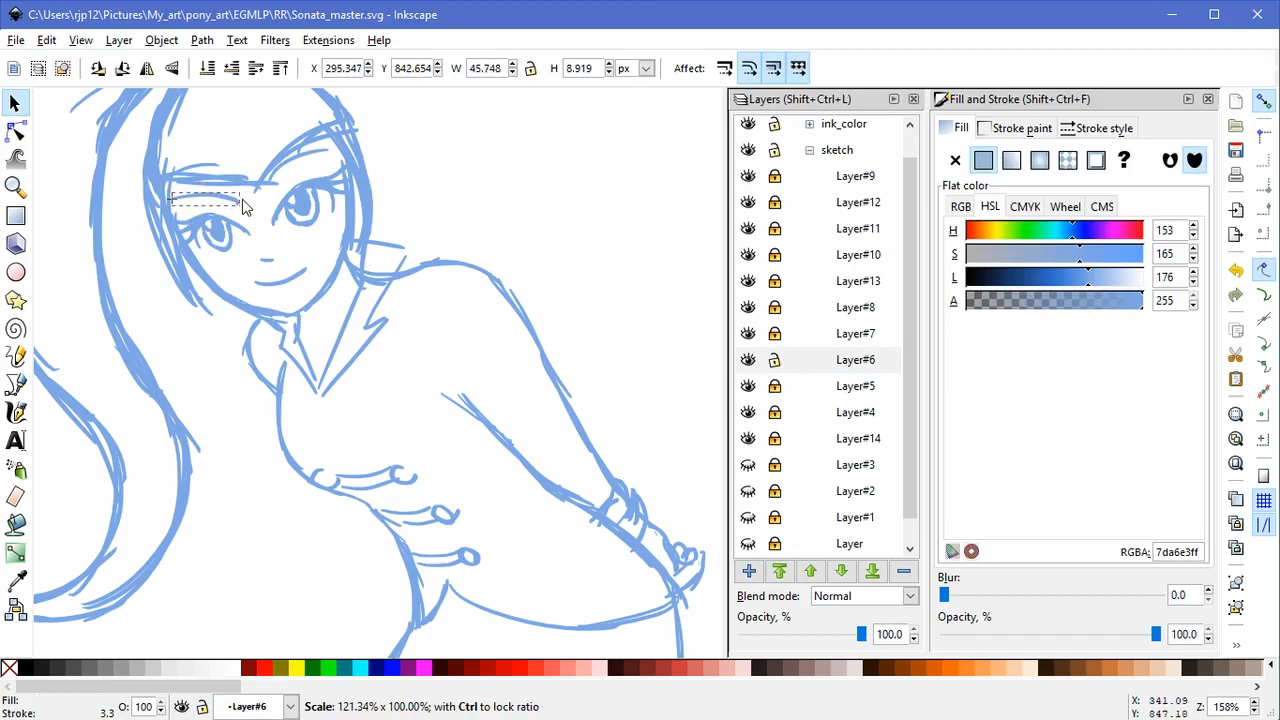 C:\Users\rjp12\Pictures\My_art\pony_art\EGMLP\RR\Sonata_master.svg - Inkscape
File Edit View Layer Object Path Text Filters Extensions Help
X 295.347 Y 842.654 W 45.748 H 8.919 px Affect:
Layers (Shift+Ctrl+L)
ink_color
sketch
Layer#9
Layer#12
Layer#11
Layer#10
Layer#13
Layer#8
Layer#7
Layer#6
Layer#5
Layer#4
Layer#14
Layer#3
Layer#2
Layer#1
Layer
Blend mode: Normal
Opacity, %
100.0
Fill and Stroke (Shift+Ctrl+F)
Fill Stroke paint Stroke style
?
Flat color
RGB HSL CMYK Wheel CMS
H 153
S 165
L 176
A 255
RGBA: 7da6e3ff
Blur:
0.0
Opacity, %
100.0
Fill:
Stroke: 3.3
O: 100
-Layer#6
Scale: 121.34% x 100.00%; with Ctrl to lock ratio
X: 341.09
Y: 847.18
Z: 158%